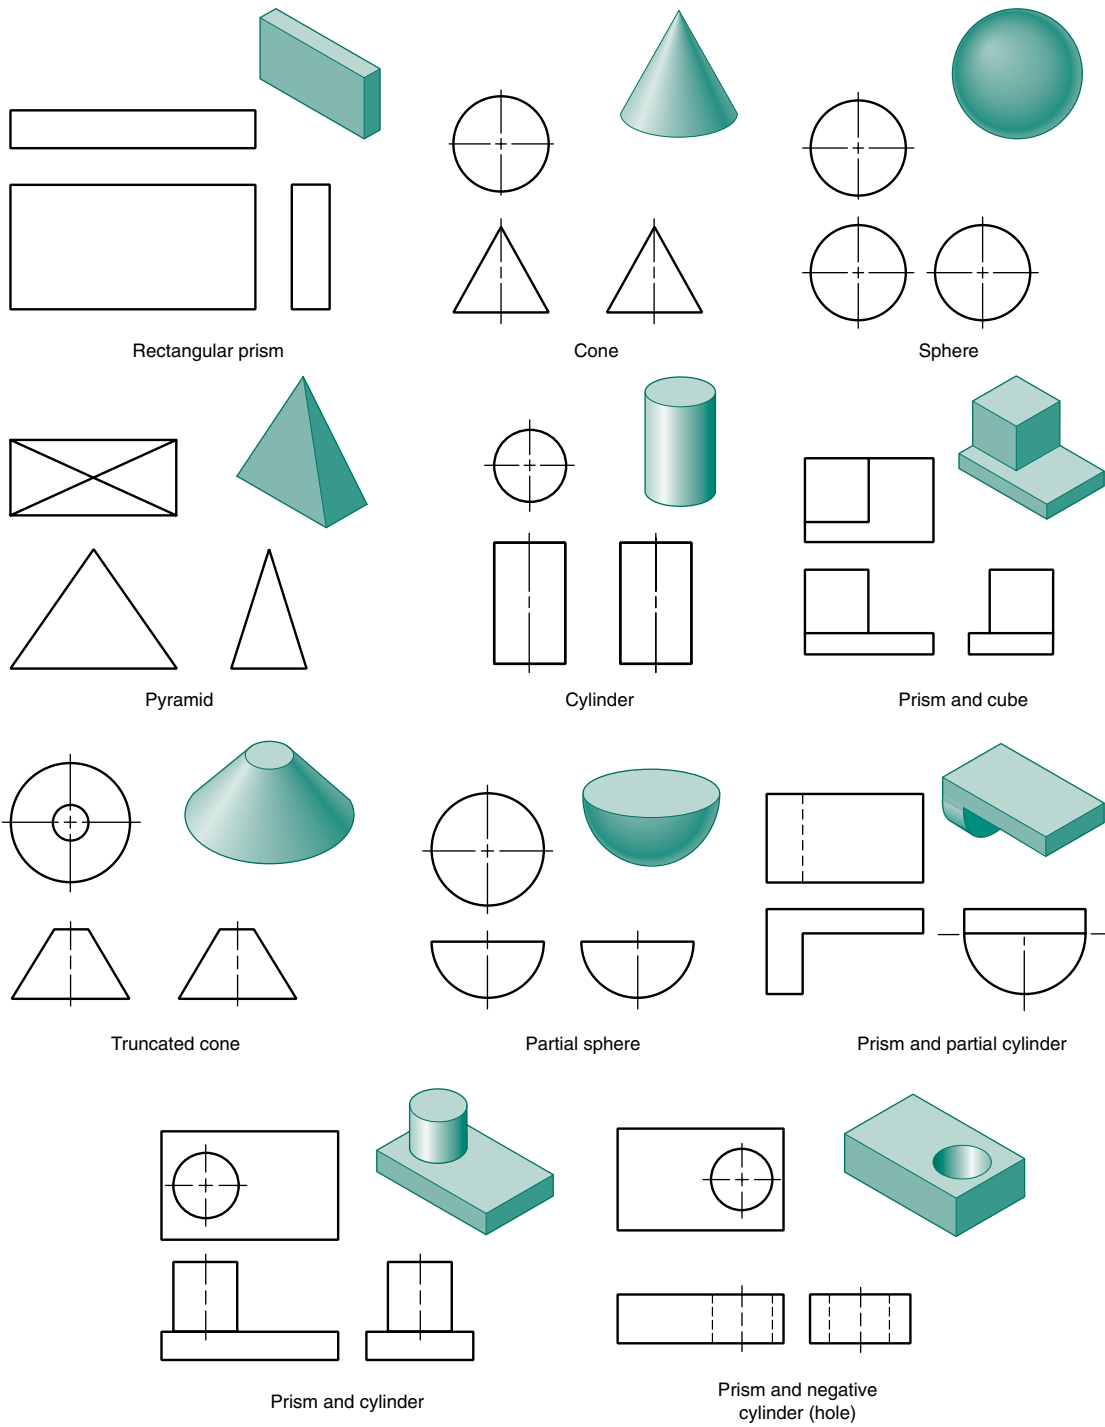 Rectangular prism
Cone
Sphere
Pyramid
Cylinder
Prism and cube
Truncated cone
Partial sphere
Prism and partial cylinder
Prism and cylinder
Prism and negative
cylinder (hole)